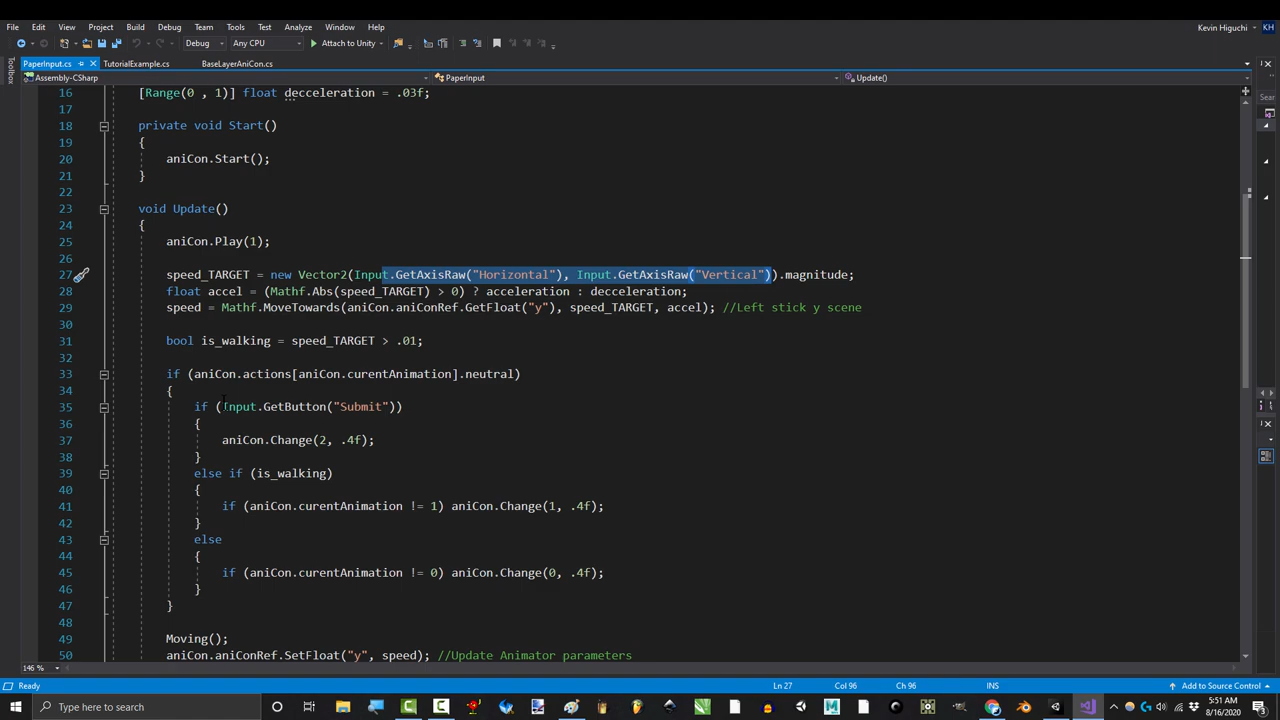 File Edit View Project Build Debug Team Tools Test Analyze Window Help Kevin Higuchi KH
Debug Any CPU Attach to Unity
PaperInput.cs TutorialExample.cs BaseLayerAniCon.cs
Assembly-CSharp PaperInput Update()
Toolbox
Sear
16 [Range(0 , 1)] float decceleration = .03f;
17
18 private void Start()
19 {
20 aniCon.Start();
21 }
22
23 void Update()
24 {
25 aniCon.Play(1);
26
27 speed_TARGET = new Vector2(Input.GetAxisRaw("Horizontal"), Input.GetAxisRaw("Vertical")).magnitude;
28 float accel = (Mathf.Abs(speed_TARGET) > 0) ? acceleration : decceleration;
29 speed = Mathf.MoveTowards(aniCon.aniConRef.GetFloat("y"), speed_TARGET, accel); //Left stick y scene
30
31 bool is_walking = speed_TARGET > .01;
32
33 if (aniCon.actions[aniCon.curentAnimation].neutral)
34 {
35 if (Input.GetButton("Submit"))
36 {
37 aniCon.Change(2, .4f);
38 }
39 else if (is_walking)
40 {
41 if (aniCon.curentAnimation != 1) aniCon.Change(1, .4f);
42 }
43 else
44 {
45 if (aniCon.curentAnimation != 0) aniCon.Change(0, .4f);
46 }
47 }
48
49 Moving();
50 aniCon.aniConRef.SetFloat("y", speed); //Update Animator parameters
146 %
Ready Ln 27 Col 96 Ch 96 INS Add to Source Control
Type here to search 5:51 AM
8/16/2020